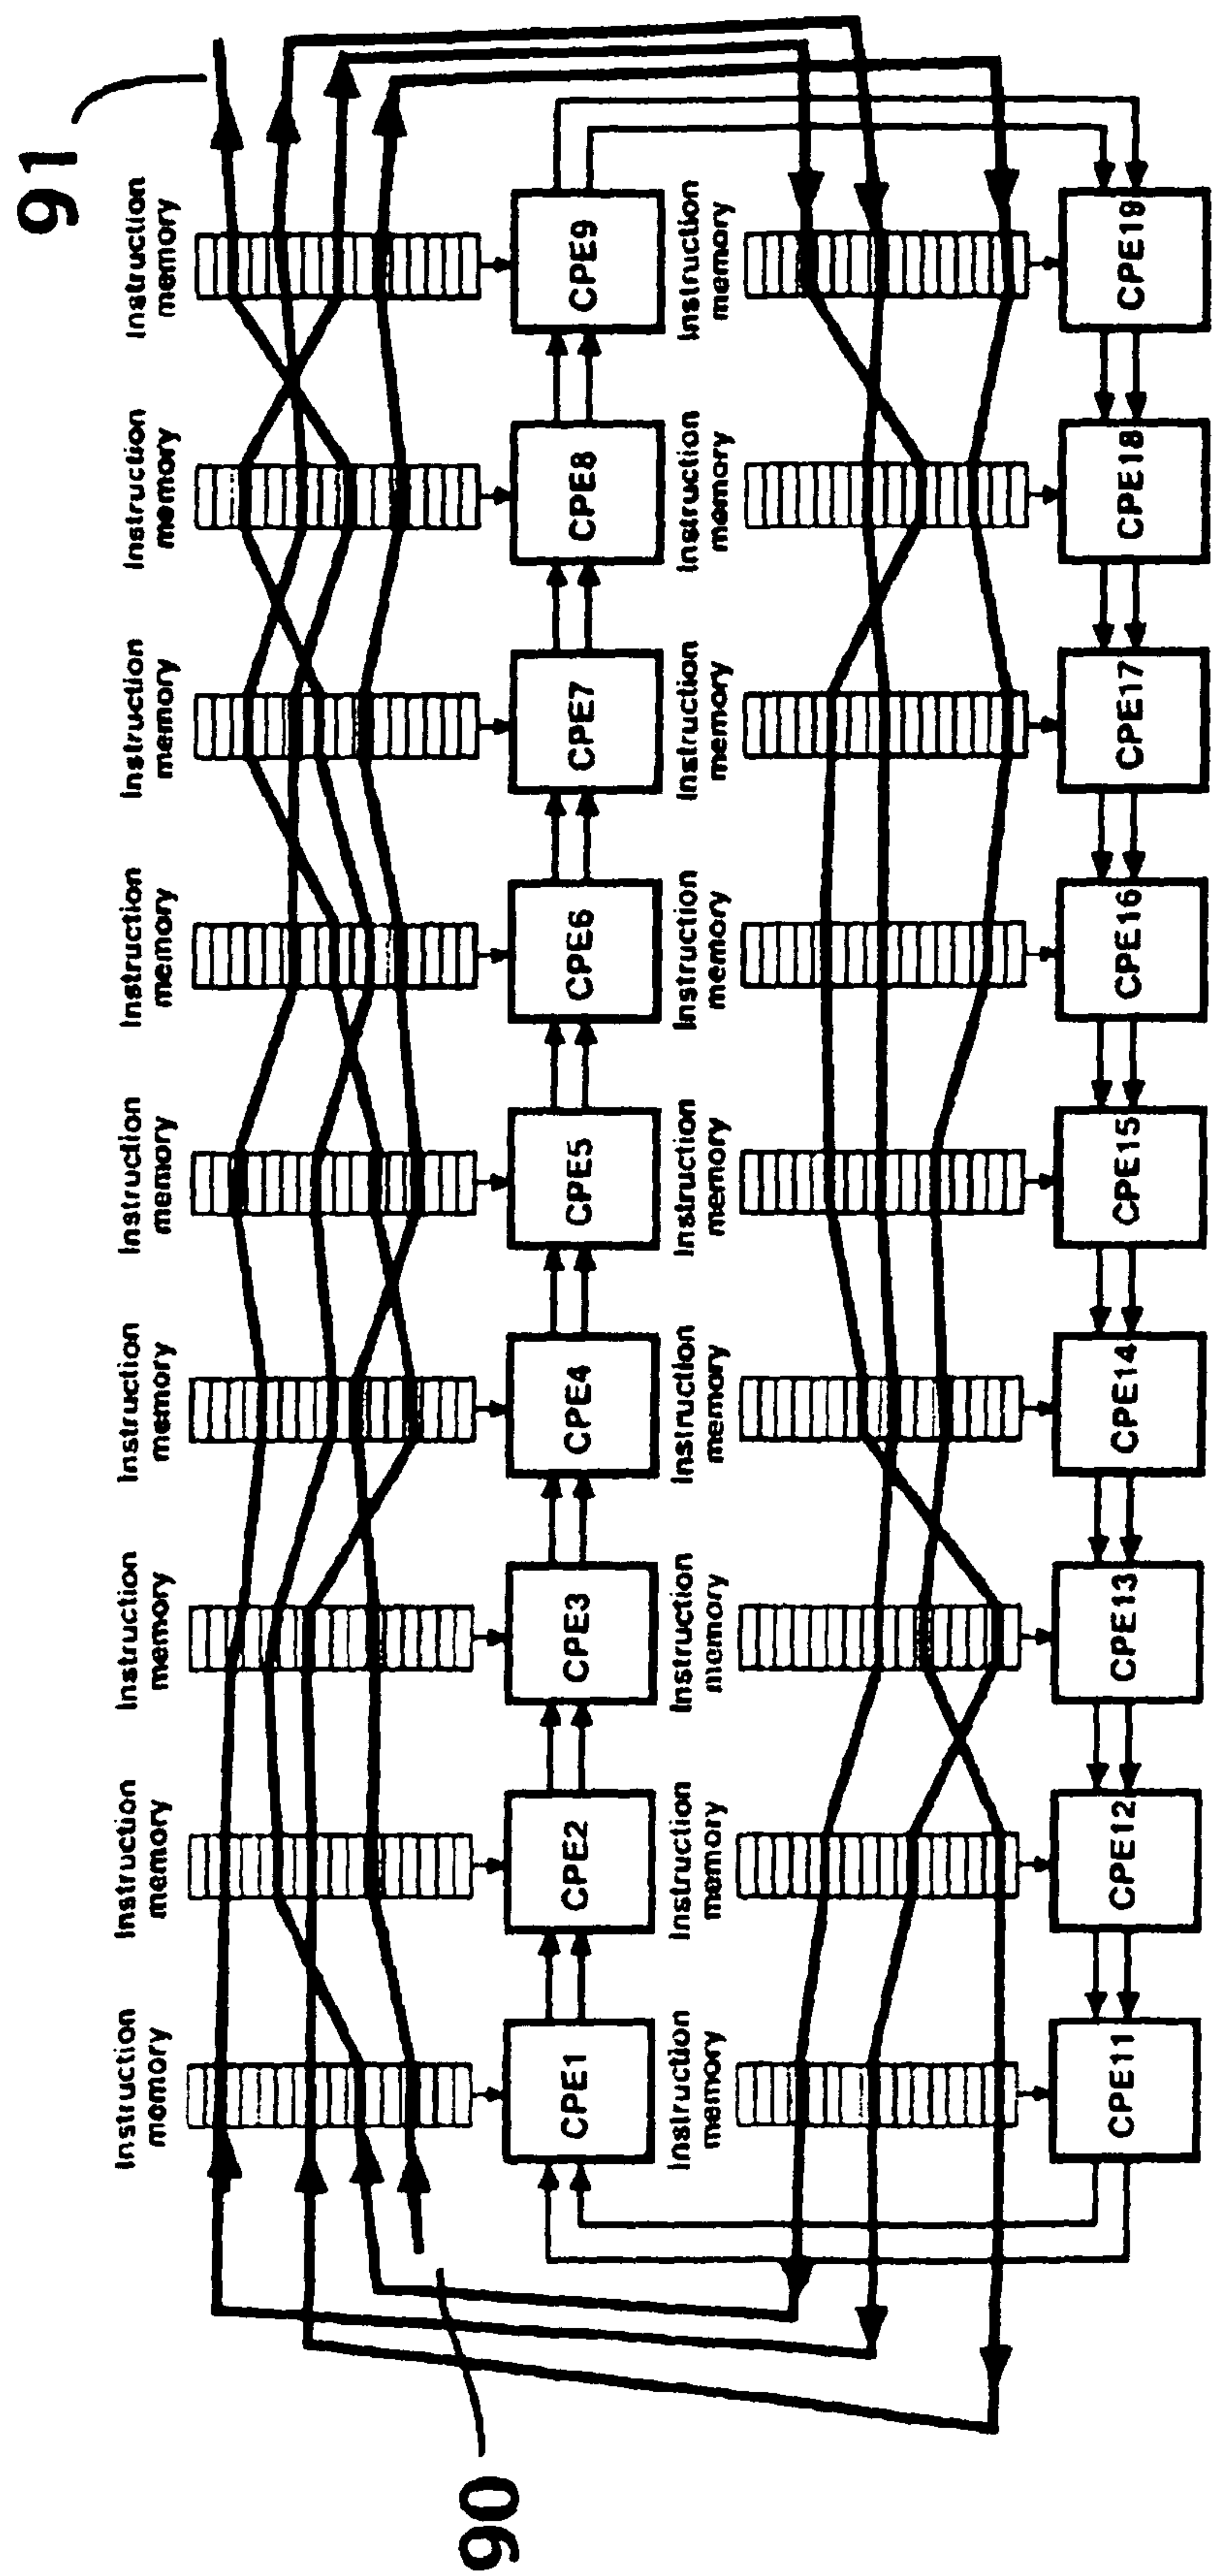 91
Instruction
momory
Instruction
memory
Instruction
memory
Instruction
memory
Instruction
memory
Instruction
memory
Instruction
memory
Instruction
memory
Instruction
memory
90
CPE1
CPE2
CPE3
CPE4
CPE5
CPE6
CPE7
CPE8
CPE9
Instruction
memory
Instruction
memory
Instruction
memory
Instruction
memory
Instruction
memory
Instruction
memory
Instruction
memory
Instruction
memory
Instruction
memory
CPE11
CPE12
CPE13
CPE14
CPE15
CPE16
CPE17
CPE18
CPE19